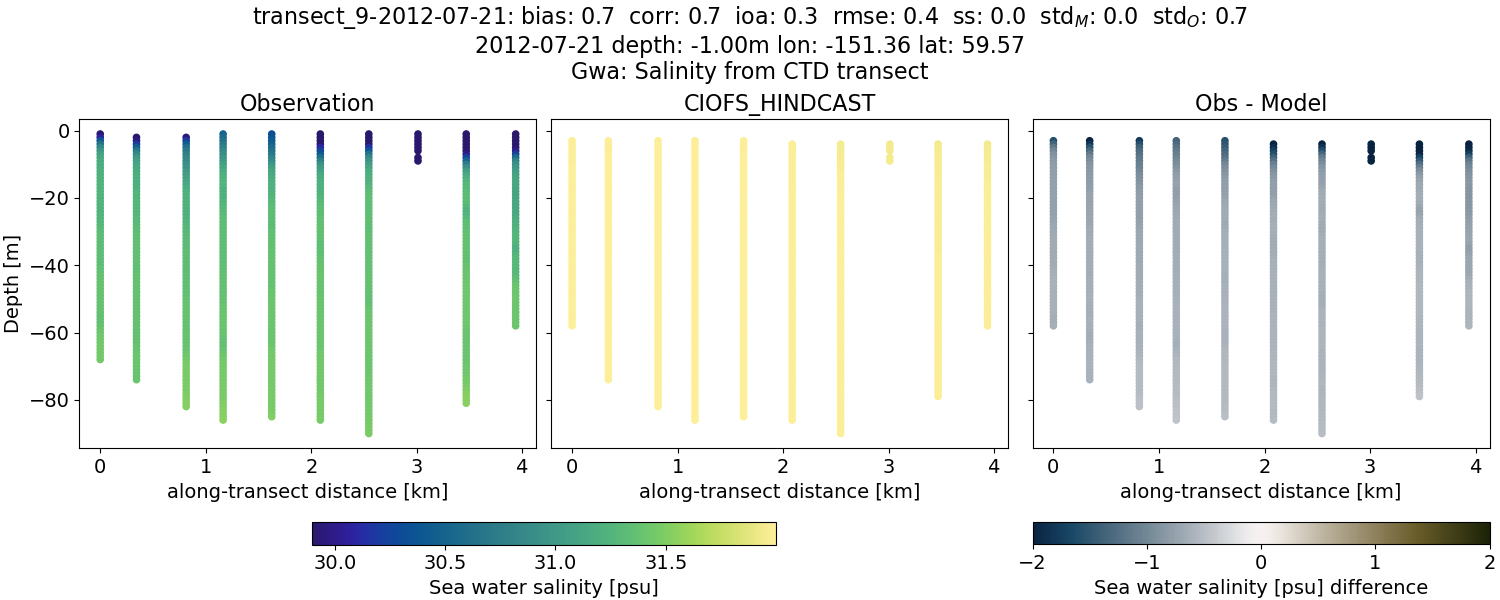 transect_9-2012-07-21: bias: 0.7 corr: 0.7 ioa: 0.3 rmse: 0.4 ss: 0.0 std_M: 0.0 std_O: 0.7
2012-07-21 depth: -1.00m lon: -151.36 lat: 59.57
Gwa: Salinity from CTD transect
Observation
CIOFS_HINDCAST
Obs - Model
Depth [m]
0
−20
−40
−60
−80
0 1 2 3 4
0 1 2 3 4
0 1 2 3 4
along-transect distance [km]
along-transect distance [km]
along-transect distance [km]
30.0 30.5 31.0 31.5
Sea water salinity [psu]
−2 −1 0 1 2
Sea water salinity [psu] difference